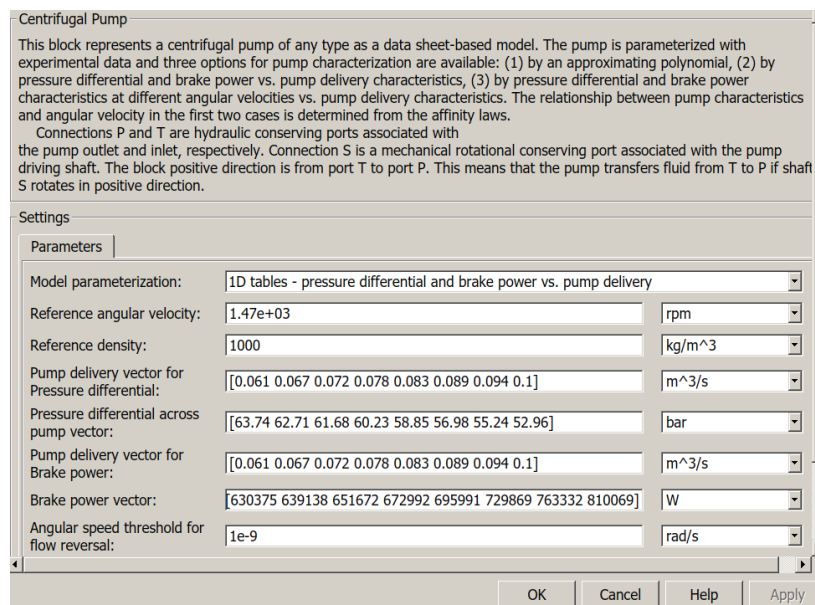 Centrifugal Pump
This block represents a centrifugal pump of any type as a data sheet-based model. The pump is parameterized with
experimental data and three options for pump characterization are available: (1) by an approximating polynomial, (2) by
pressure differential and brake power vs. pump delivery characteristics, (3) by pressure differential and brake power
characteristics at different angular velocities vs. pump delivery characteristics. The relationship between pump characteristics
and angular velocity in the first two cases is determined from the affinity laws.
Connections P and T are hydraulic conserving ports associated with
the pump outlet and inlet, respectively. Connection S is a mechanical rotational conserving port associated with the pump
driving shaft. The block positive direction is from port T to port P. This means that the pump transfers fluid from T to P if shaft
S rotates in positive direction.
Settings
Parameters
Model parameterization: 1D tables - pressure differential and brake power vs. pump delivery
Reference angular velocity: 1.47e+03 rpm
Reference density: 1000 kg/m^3
Pump delivery vector for
Pressure differential: [0.061 0.067 0.072 0.078 0.083 0.089 0.094 0.1] m^3/s
Pressure differential across
pump vector: [63.74 62.71 61.68 60.23 58.85 56.98 55.24 52.96] bar
Pump delivery vector for
Brake power: [0.061 0.067 0.072 0.078 0.083 0.089 0.094 0.1] m^3/s
Brake power vector: [630375 639138 651672 672992 695991 729869 763332 810069] W
Angular speed threshold for
flow reversal: 1e-9 rad/s
OK Cancel Help Apply